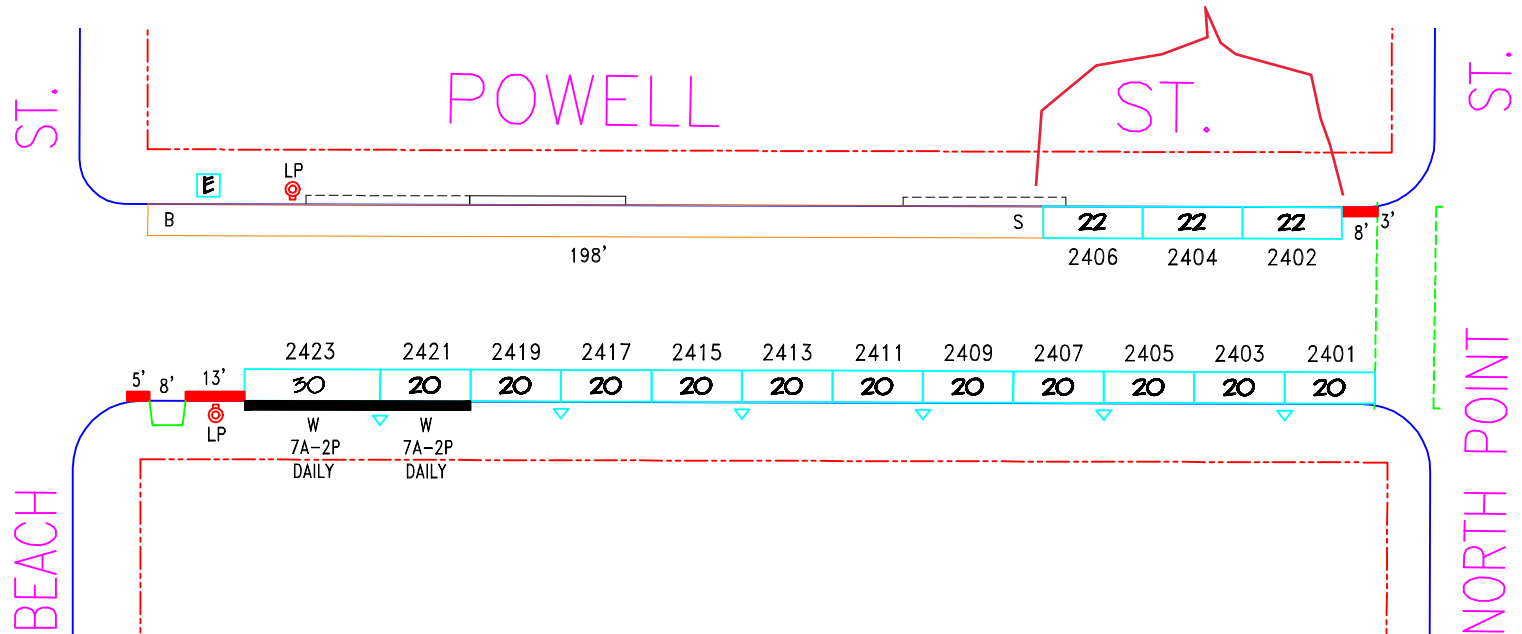 POWELL ST.
ST.
ST.
E
LP
B
S
22 22 22
8' 3'
198'
2406 2404 2402
2423 2421 2419 2417 2415 2413 2411 2409 2407 2405 2403 2401
5' 8' 13'
30 20 20 20 20 20 20 20 20 20 20 20
LP
W W
7A-2P 7A-2P
DAILY DAILY
BEACH
NORTH POINT